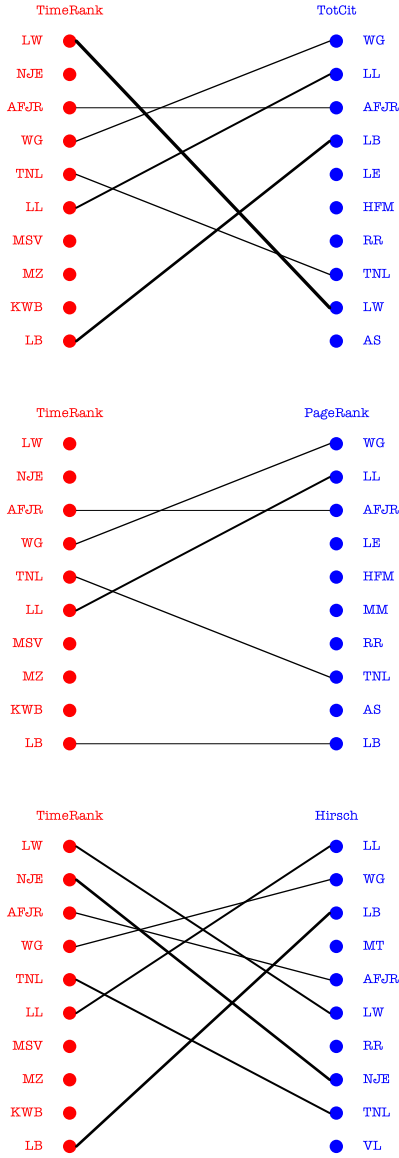 TimeRank TotCit
LW WG
NJE LL
AFJR AFJR
WG LB
TNL LE
LL HFM
MSV RR
MZ TNL
KWB LW
LB AS
TimeRank PageRank
LW WG
NJE LL
AFJR AFJR
WG LE
TNL HFM
LL MM
MSV RR
MZ TNL
KWB AS
LB LB
TimeRank Hirsch
LW LL
NJE WG
AFJR LB
WG MT
TNL AFJR
LL LW
MSV RR
MZ NJE
KWB TNL
LB VL